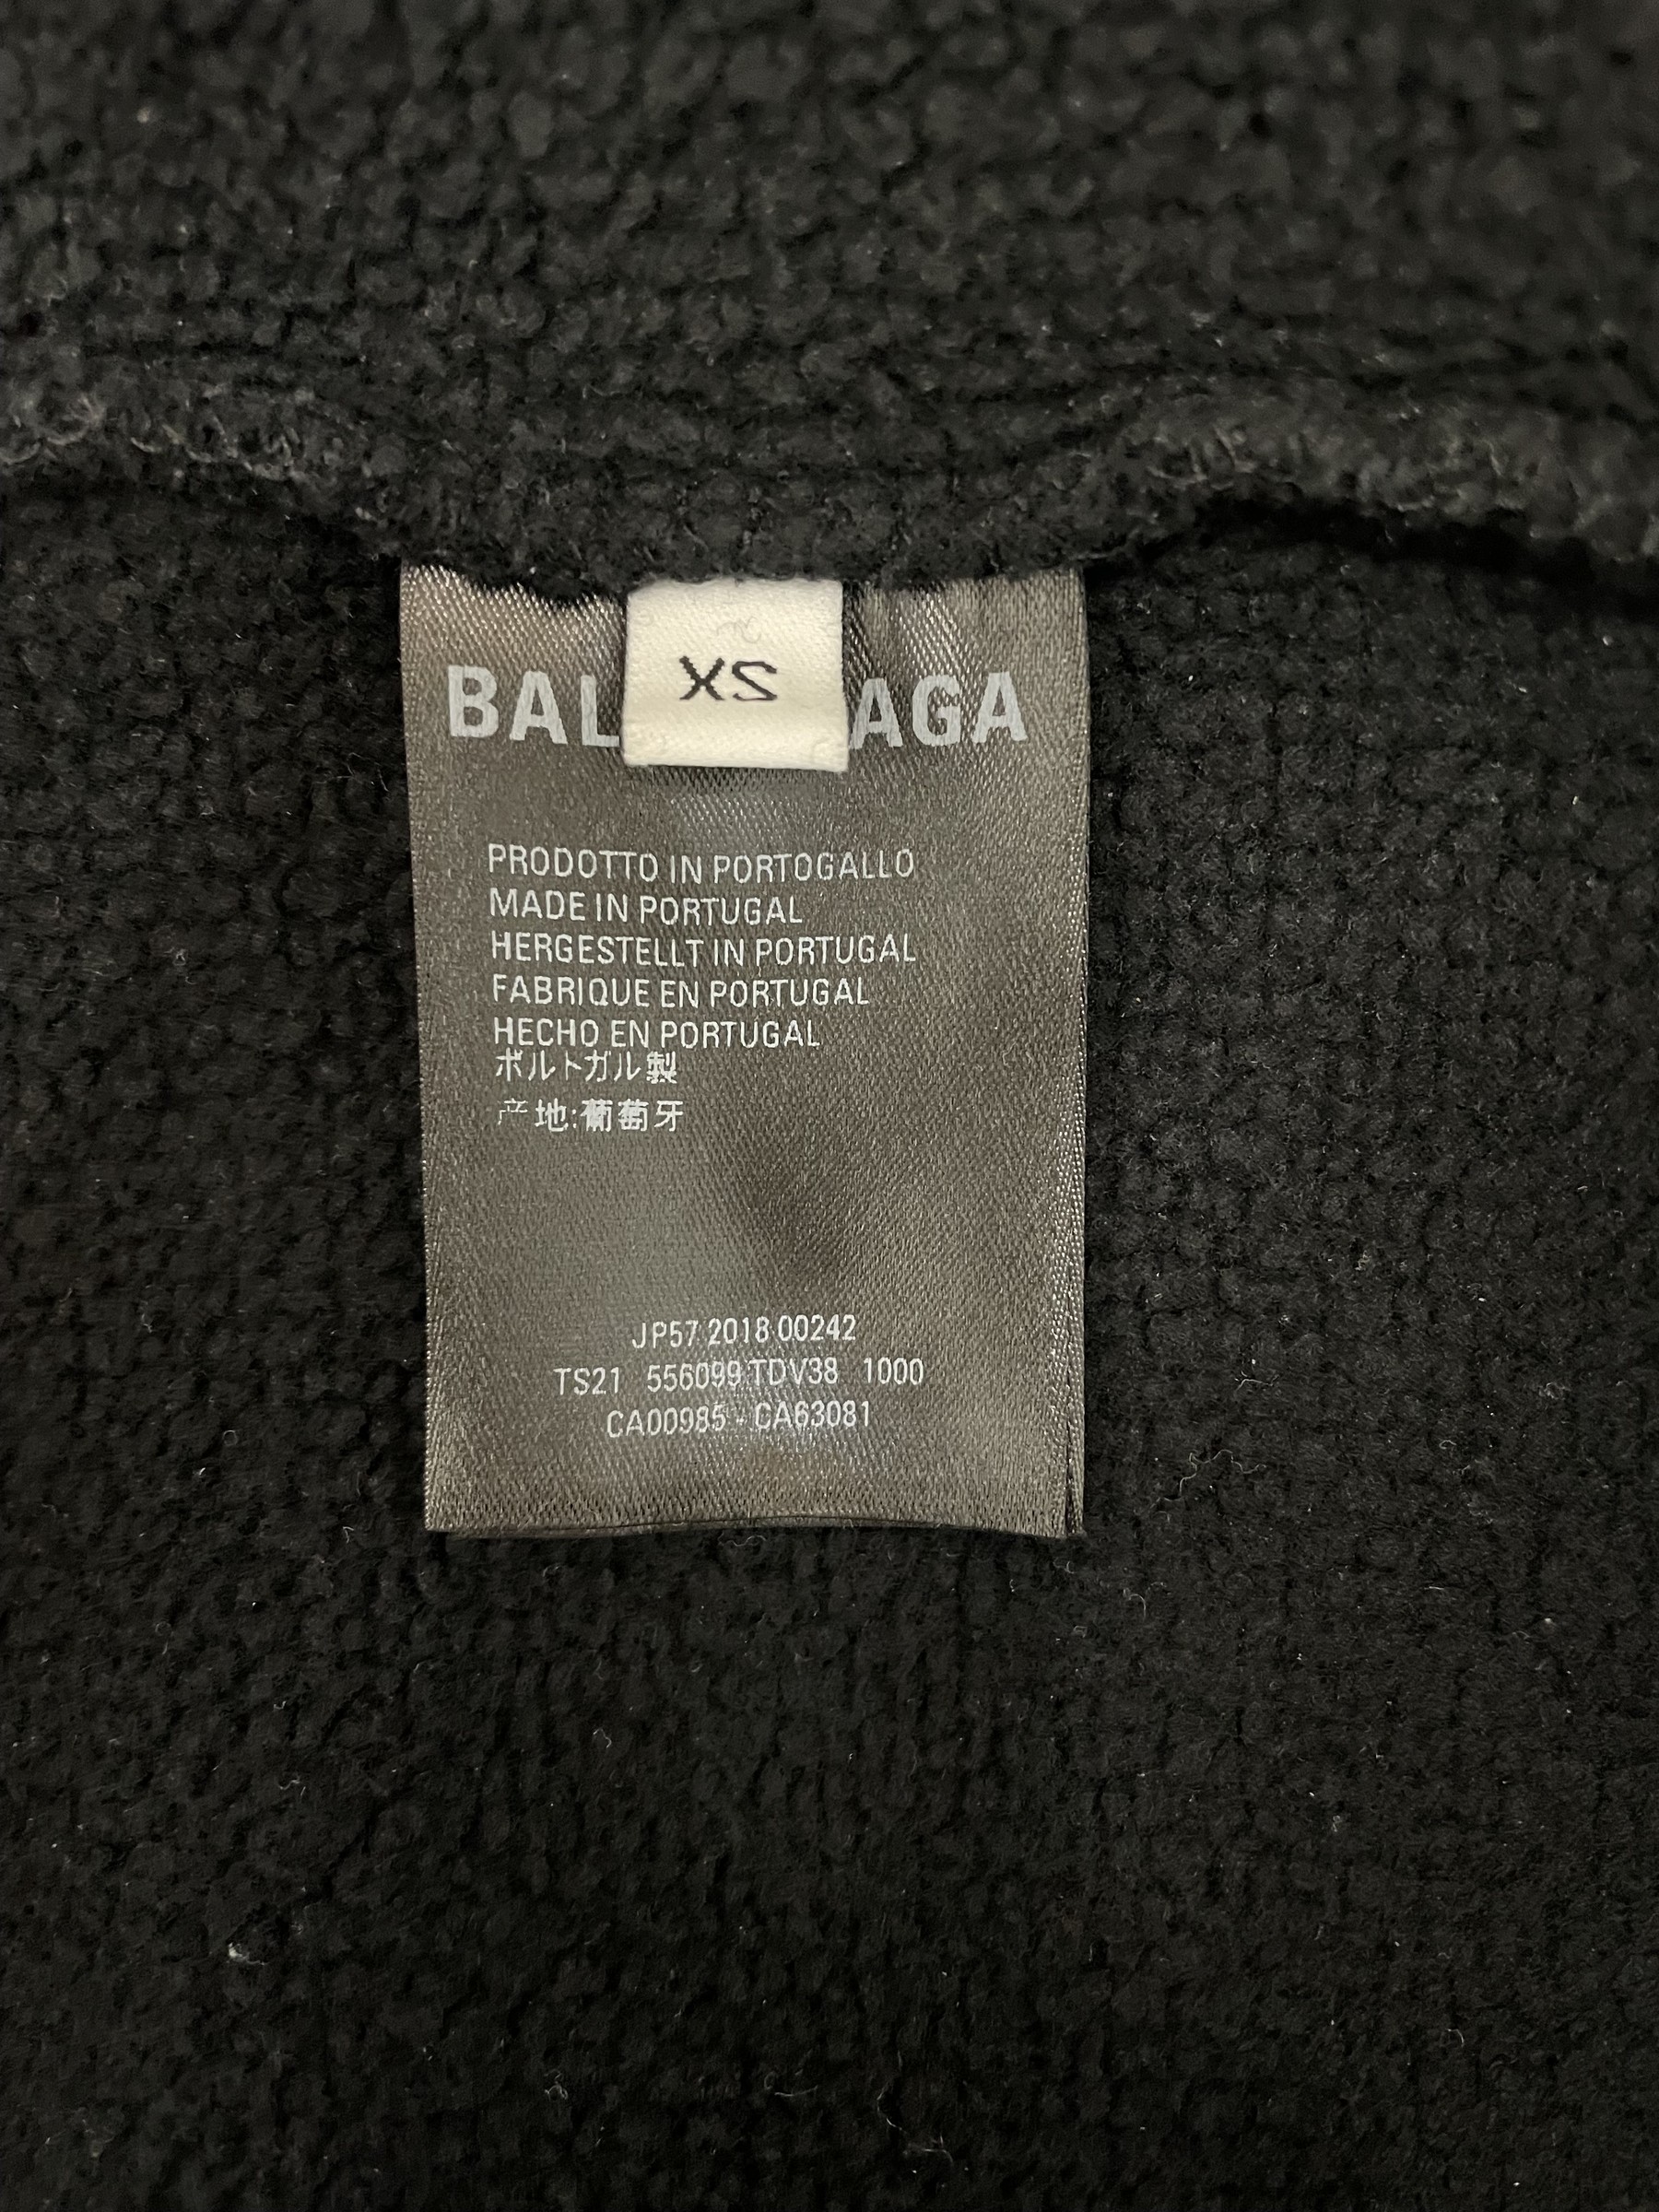 XS
BAL AGA
PRODOTTO IN PORTOGALLO
MADE IN PORTUGAL
HERGESTELLT IN PORTUGAL
FABRIQUE EN PORTUGAL
HECHO EN PORTUGAL
ポルトガル製
产地:葡萄牙
JP57 2018 00242
TS21 556099 TDV38 1000
CA00985 - CA63081